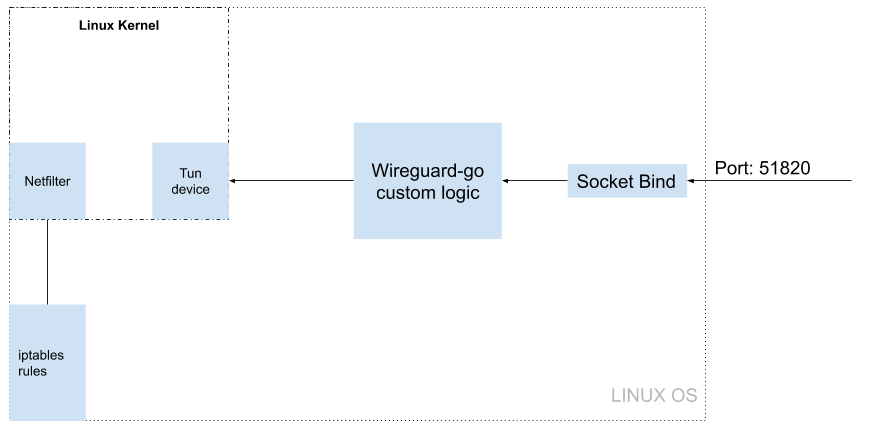 Linux Kernel
Netfilter
Tun
device
Wireguard-go
custom logic
Socket Bind
Port: 51820
iptables
rules
LINUX OS